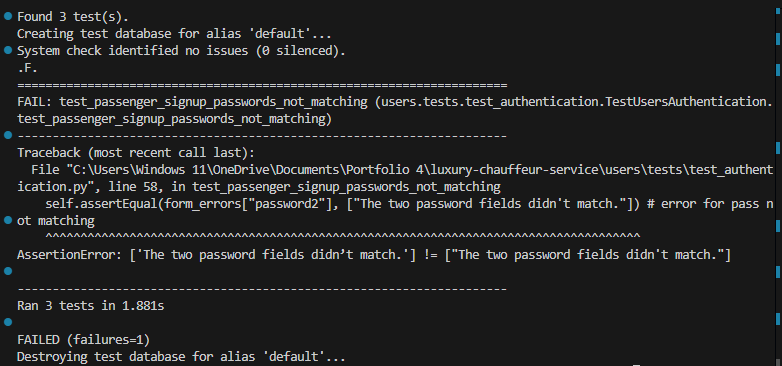 Found 3 test(s).
Creating test database for alias 'default'...
System check identified no issues (0 silenced).
.F.
======================================================================
FAIL: test_passenger_signup_passwords_not_matching (users.tests.test_authentication.TestUsersAuthentication.
test_passenger_signup_passwords_not_matching)
----------------------------------------------------------------------
Traceback (most recent call last):
  File "C:\Users\Windows 11\OneDrive\Documents\Portfolio 4\luxury-chauffeur-service\users\tests\test_authent
ication.py", line 58, in test_passenger_signup_passwords_not_matching
    self.assertEqual(form_errors["password2"], ["The two password fields didn't match."]) # error for pass n
ot matching
    ^^^^^^^^^^^^^^^^^^^^^^^^^^^^^^^^^^^^^^^^^^^^^^^^^^^^^^^^^^^^^^^^^^^^^^^^^^^^^^^^^^^^^
AssertionError: ['The two password fields didn’t match.'] != ["The two password fields didn't match."]
----------------------------------------------------------------------
Ran 3 tests in 1.881s
FAILED (failures=1)
Destroying test database for alias 'default'...